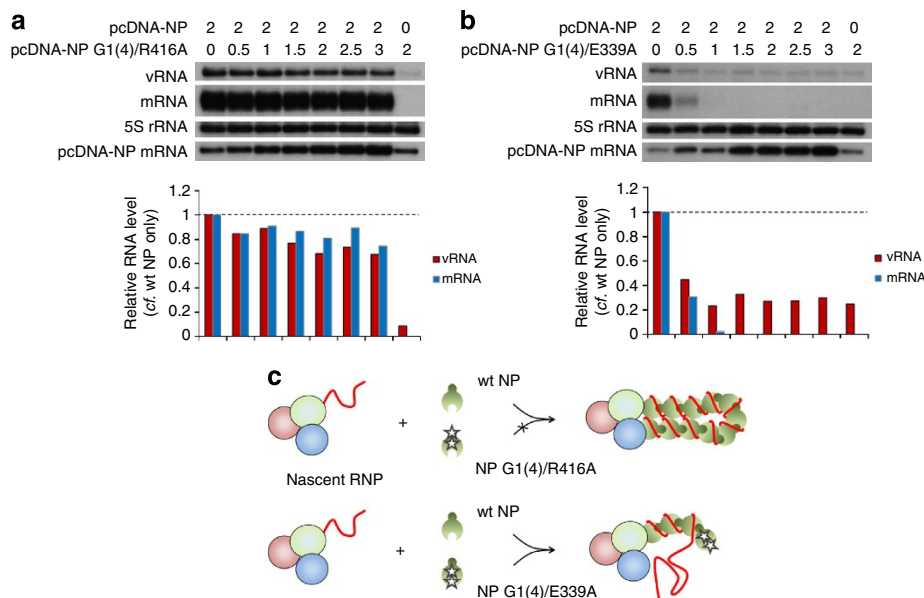 a
pcDNA-NP 2 2 2 2 2 2 2 0
pcDNA-NP G1(4)/R416A 0 0.5 1 1.5 2 2.5 3 2
vRNA
mRNA
5S rRNA
pcDNA-NP mRNA
Relative RNA level
(cf. wt NP only)
1.2
1
0.8
0.6
0.4
0.2
0
vRNA
mRNA
b
pcDNA-NP 2 2 2 2 2 2 2 0
pcDNA-NP G1(4)/E339A 0 0.5 1 1.5 2 2.5 3 2
vRNA
mRNA
5S rRNA
pcDNA-NP mRNA
Relative RNA level
(cf. wt NP only)
1.2
1
0.8
0.6
0.4
0.2
0
vRNA
mRNA
c
wt NP
+
NP G1(4)/R416A
Nascent RNP
wt NP
+
NP G1(4)/E339A